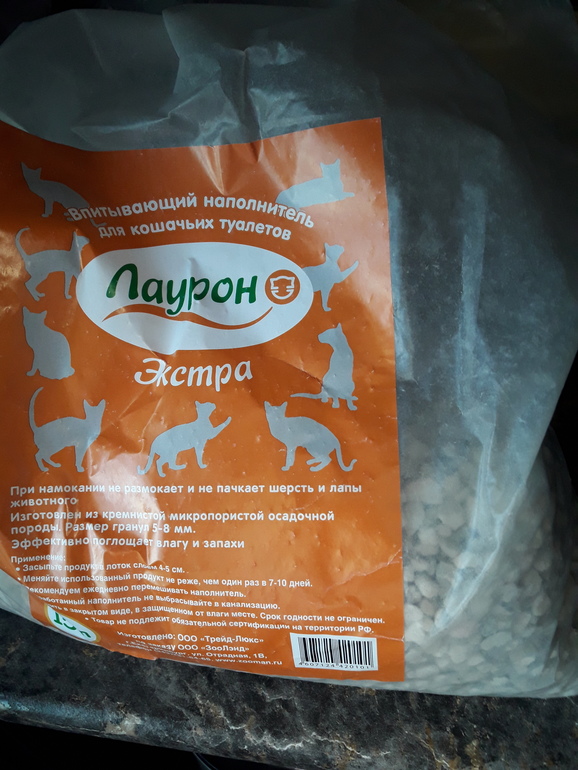 Впитывающий наполнитель
для кошачьих туалетов
Лаурон
Экстра
При намокании не размокает и не пачкает шерсть и лапы
животного
Изготовлен из кремнистой микропористой осадочной
породы. Размер гранул 5-8 мм.
Эффективно поглощает влагу и запахи
Применение:
• Засыпьте продукт в лоток слоем 4-5 см.
• Меняйте использованный продукт не реже, чем один раз в 7-10 дней.
ежедневно перемешивать наполнитель.
наполнитель не выбрасывайте в канализацию.
в закрытом виде, в защищенном от влаги месте. Срок годности не ограничен.
• Товар не подлежит обязательной сертификации на территории РФ.
Изготовлено: ООО "Трейд-Люкс"
ООО "ЗооЛэнд"
ул. Отрадная, 1В,
www.zooman.ru
4607124420101